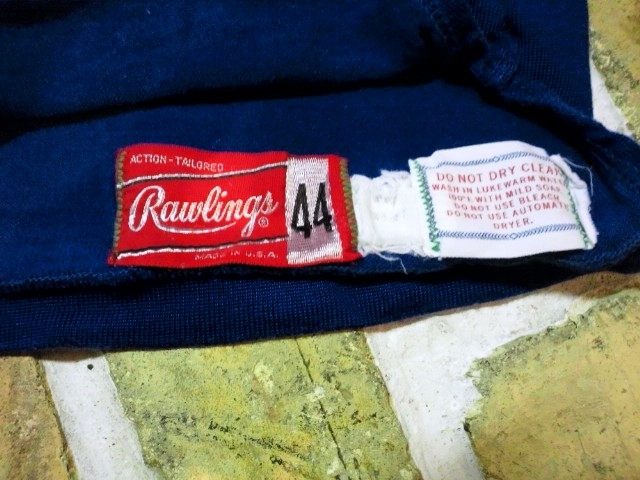 ACTION-TAILORED
Rawlings®
44
MADE IN U.S.A.
DO NOT DRY CLEAN
WASH IN LUKEWARM WATER
100°F. WITH MILD SOAP
DO NOT USE BLEACH
DO NOT USE AUTOMATIC
DRYER.